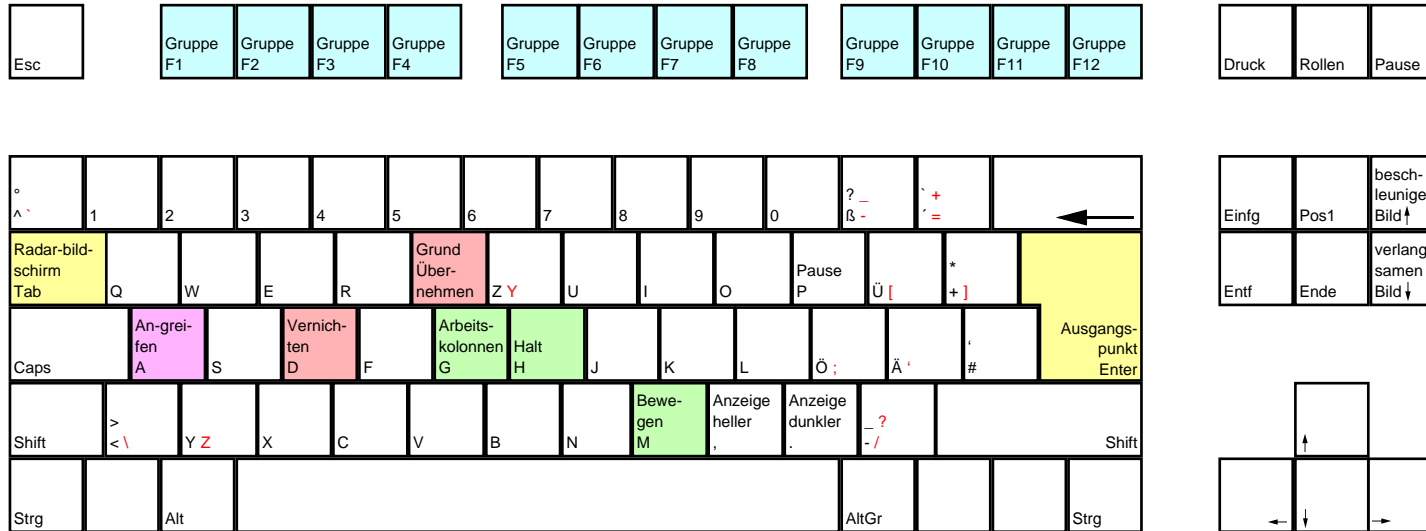 Gruppe Gruppe Gruppe Gruppe Gruppe Gruppe Gruppe Gruppe Gruppe Gruppe Gruppe Gruppe
Esc F1 F2 F3 F4 F5 F6 F7 F8 F9 F10 F11 F12 Druck Rollen Pause
besch-
° ? _ ` + leunige
^ ` 1 2 3 4 5 6 7 8 9 0 ß - ´ = Einfg Pos1 Bild
Radar-bild- Grund verlang
schirm Über- Pause * samen
Tab Q W E R nehmen Z Y U I O P Ü [ + ] Entf Ende Bild
An-grei- Vernich- Arbeits- Ausgangs-
fen ten kolonnen Halt ‘ punkt
Caps A S D F G H J K L Ö ; Ä ‘ # Enter
Bewe- Anzeige Anzeige
> gen heller dunkler _ ?
Shift < \ Y Z X C V B N M , . - / Shift
Strg Alt AltGr Strg